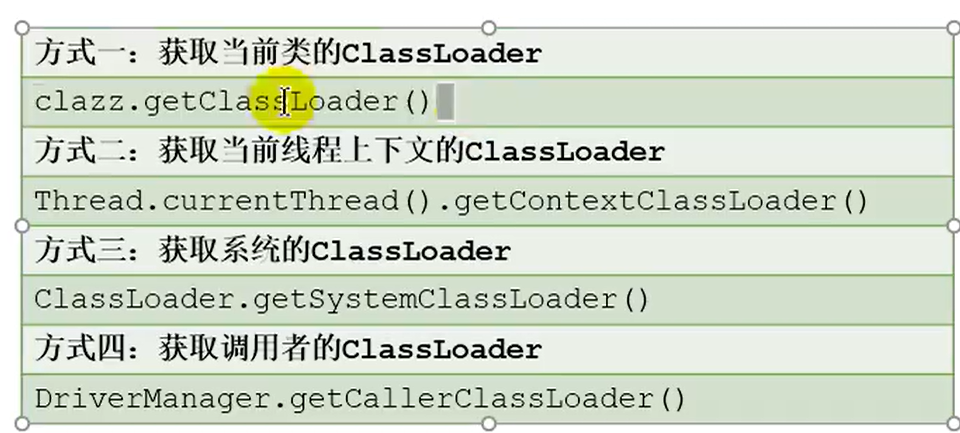 方式一：获取当前类的ClassLoader
clazz.getClassLoader()
方式二：获取当前线程上下文的ClassLoader
Thread.currentThread().getContextClassLoader()
方式三：获取系统的ClassLoader
ClassLoader.getSystemClassLoader()
方式四：获取调用者的ClassLoader
DriverManager.getCallerClassLoader()